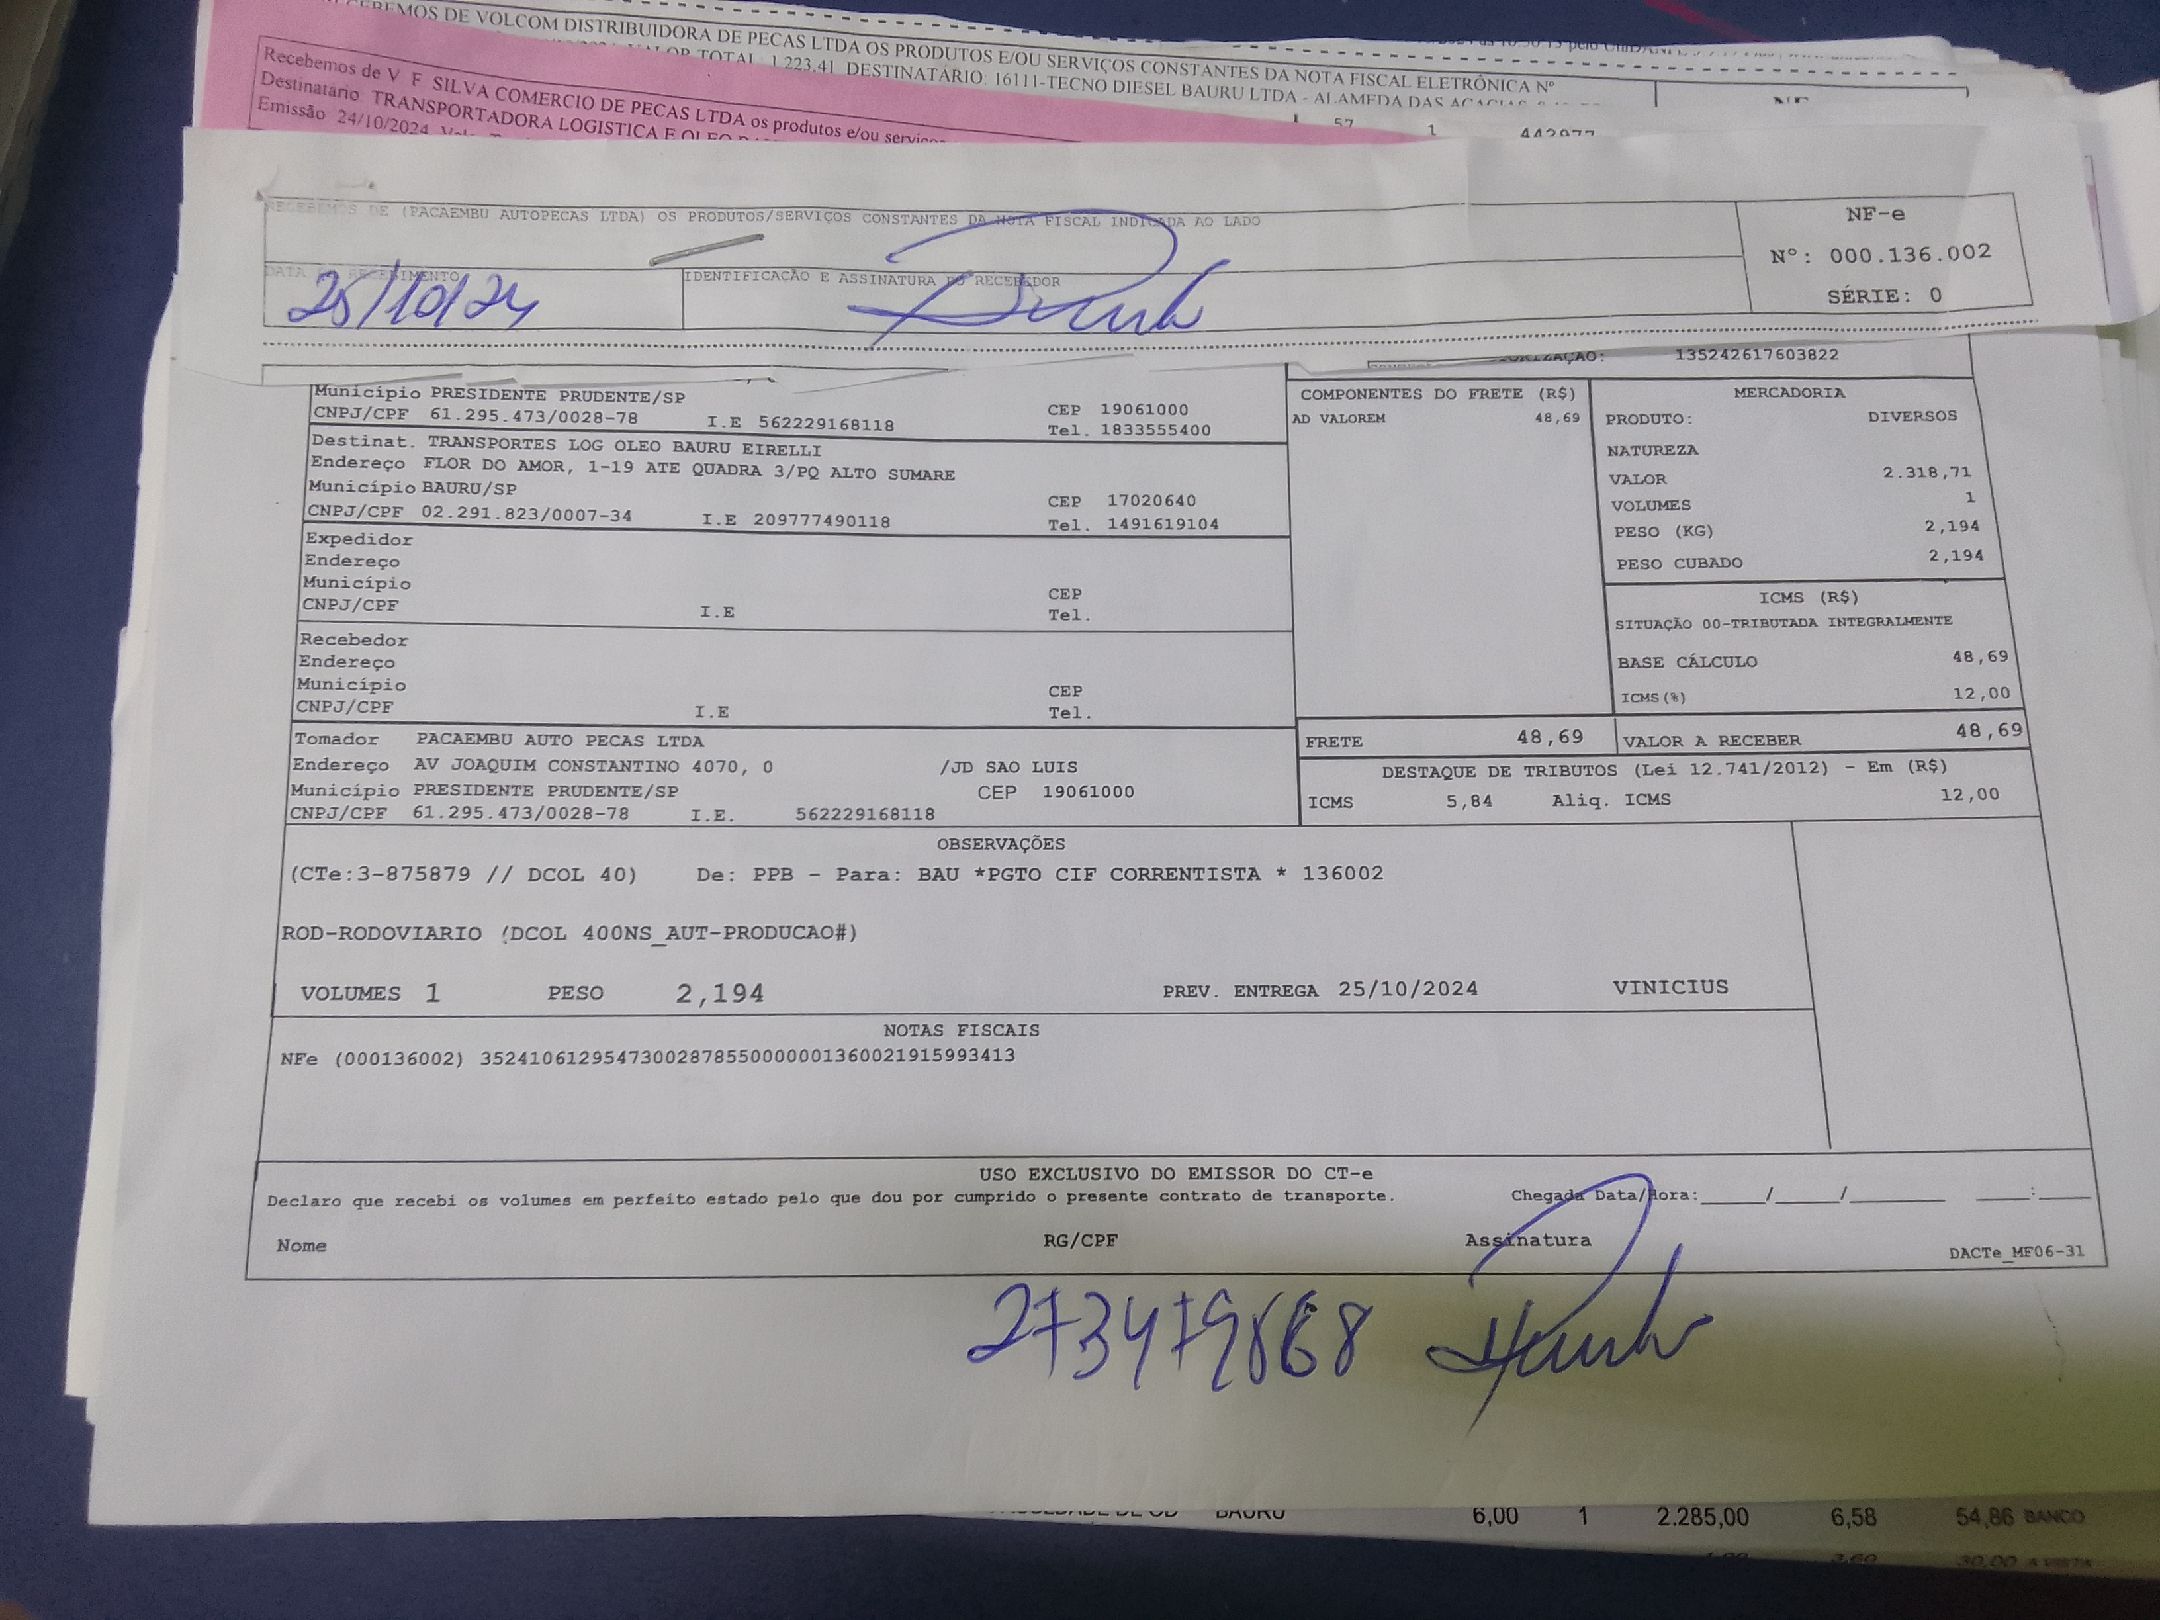 CEBEMOS DE VOLCOM DISTRIBUIDORA DE PECAS LTDA OS PRODUTOS E/OU SERVIÇOS CONSTANTES DA NOTA FISCAL ELETRÔNICA Nº
VALOR TOTAL: 1.223,41 DESTINATÁRIO: 16111-TECNO DIESEL BAURU LTDA - ALAMEDA DAS ACACIAS
Recebemos de V F SILVA COMERCIO DE PECAS LTDA os produtos e/ou serviços
Destinatário TRANSPORTADORA LOGISTICA E OLEO
Emissão 24/10/2024
57 1 442977
RECEBEMOS DE (PACAEMBU AUTOPECAS LTDA) OS PRODUTOS/SERVIÇOS CONSTANTES DA NOTA FISCAL INDICADA AO LADO
NF-e
Nº: 000.136.002
SÉRIE: 0
DATA DE RECEBIMENTO
IDENTIFICAÇÃO E ASSINATURA DO RECEBEDOR
25/10/24
135242617603822
Município PRESIDENTE PRUDENTE/SP
CEP 19061000
CNPJ/CPF 61.295.473/0028-78 I.E 562229168118 Tel. 1833555400
Destinat. TRANSPORTES LOG OLEO BAURU EIRELLI
Endereço FLOR DO AMOR, 1-19 ATE QUADRA 3/PQ ALTO SUMARE
Município BAURU/SP CEP 17020640
CNPJ/CPF 02.291.823/0007-34 I.E 209777490118 Tel. 1491619104
Expedidor
Endereço
Município CEP
CNPJ/CPF I.E Tel.
Recebedor
Endereço
Município CEP
CNPJ/CPF I.E Tel.
Tomador PACAEMBU AUTO PECAS LTDA
Endereço AV JOAQUIM CONSTANTINO 4070, 0 /JD SAO LUIS
Município PRESIDENTE PRUDENTE/SP CEP 19061000
CNPJ/CPF 61.295.473/0028-78 I.E. 562229168118
COMPONENTES DO FRETE (R$)
AD VALOREM 48,69
MERCADORIA
PRODUTO: DIVERSOS
NATUREZA
VALOR 2.318,71
VOLUMES 1
PESO (KG) 2,194
PESO CUBADO 2,194
ICMS (R$)
SITUAÇÃO 00-TRIBUTADA INTEGRALMENTE
BASE CÁLCULO 48,69
ICMS(%) 12,00
FRETE 48,69 VALOR A RECEBER 48,69
DESTAQUE DE TRIBUTOS (Lei 12.741/2012) - Em (R$)
ICMS 5,84 Aliq. ICMS 12,00
OBSERVAÇÕES
(CTe:3-875879 // DCOL 40) De: PPB - Para: BAU *PGTO CIF CORRENTISTA * 136002
ROD-RODOVIARIO (DCOL 400NS_AUT-PRODUCAO#)
VOLUMES 1 PESO 2,194 PREV. ENTREGA 25/10/2024 VINICIUS
NOTAS FISCAIS
NFe (000136002) 35241061295473002878550000001360021915993413
USO EXCLUSIVO DO EMISSOR DO CT-e
Declaro que recebi os volumes em perfeito estado pelo que dou por cumprido o presente contrato de transporte. Chegada Data/Hora:____/____/______ ___:___
Nome RG/CPF Assinatura
DACTe_MF06-31
273479868
BAURU 6,00 1 2.285,00 6,58 54,86 BANCO
30,00 A VISTA